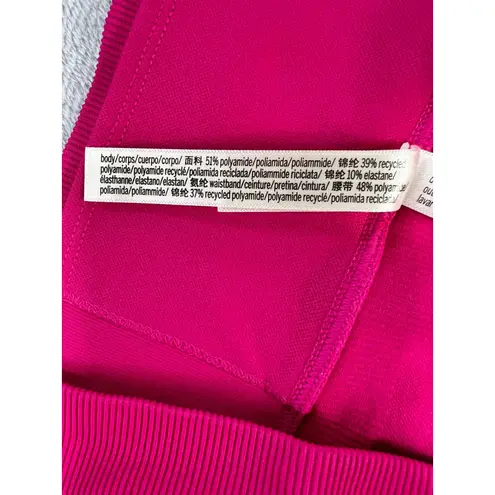 body/corps/cuerpo/corpo/ 面料 51% polyamide/poliamida/poliammide/ 锦纶 39% recycled
polyamide/polyamide recyclé/poliamida reciclada/poliammide riciclata/ 锦纶 10% elastane/
élasthanne/elastano/elastan/ 氨纶 waistband/ceinture/pretina/cintura/ 腰带 48% polyamide/
poliamida/poliammide/ 锦纶 37% recycled polyamide/polyamide recyclé/poliamida reciclada/